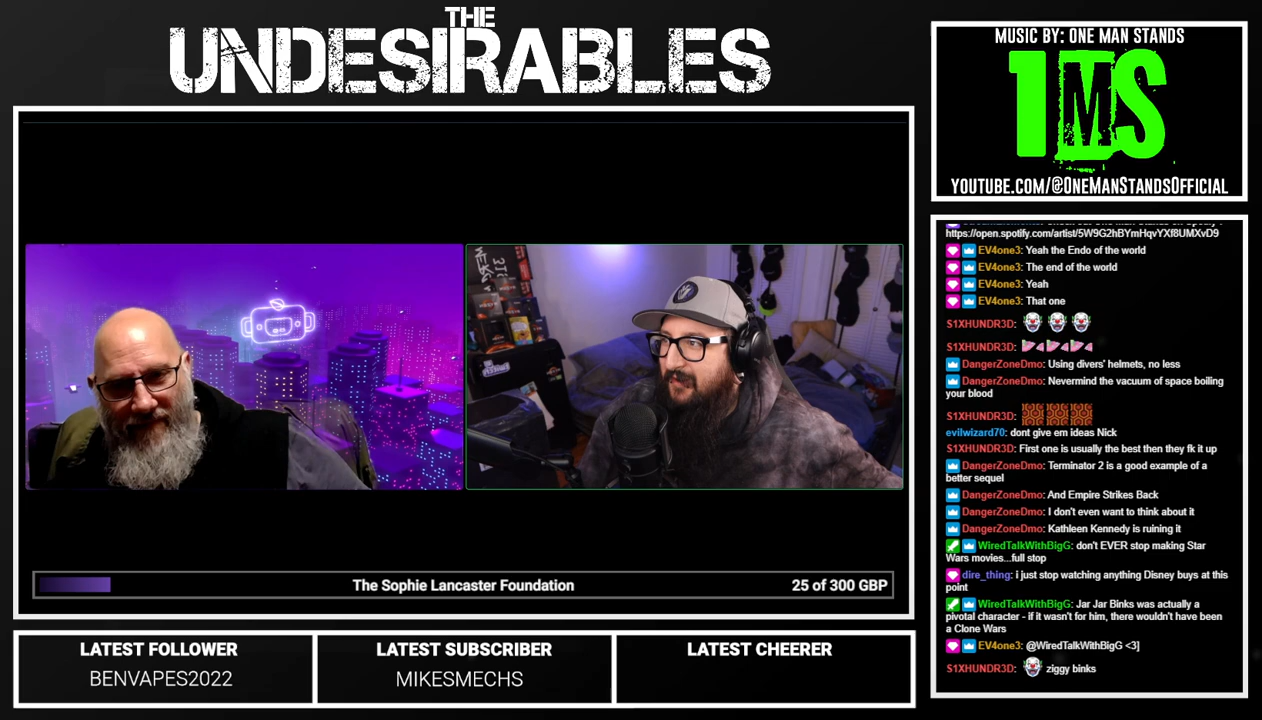 THE
UNDESIRABLES
MUSIC BY: ONE MAN STANDS
1MS
YOUTUBE.COM/@ONEMANSTANDSOFFICIAL
The Sophie Lancaster Foundation
25 of 300 GBP
LATEST FOLLOWER
BENVAPES2022
LATEST SUBSCRIBER
MIKESMECHS
LATEST CHEERER
https://open.spotify.com/artist/5W9G2hBYmHqvYXf8UMXvD9
EV4one3: Yeah the Endo of the world
EV4one3: The end of the world
EV4one3: Yeah
EV4one3: That one
S1XHUNDR3D:
S1XHUNDR3D:
DangerZoneDmo: Using divers' helmets, no less
DangerZoneDmo: Nevermind the vacuum of space boiling
your blood
S1XHUNDR3D:
evilwizard70: dont give em ideas Nick
S1XHUNDR3D: First one is usually the best then they fk it up
DangerZoneDmo: Terminator 2 is a good example of a
better sequel
DangerZoneDmo: And Empire Strikes Back
DangerZoneDmo: I don't even want to think about it
DangerZoneDmo: Kathleen Kennedy is ruining it
WiredTalkWithBigG: don't EVER stop making Star
Wars movies...full stop
dire_thing: i just stop watching anything Disney buys at this
point
WiredTalkWithBigG: Jar Jar Binks was actually a
pivotal character - if it wasn't for him, there wouldn't have been
a Clone Wars
EV4one3: @WiredTalkWithBigG <3]
S1XHUNDR3D: ziggy binks